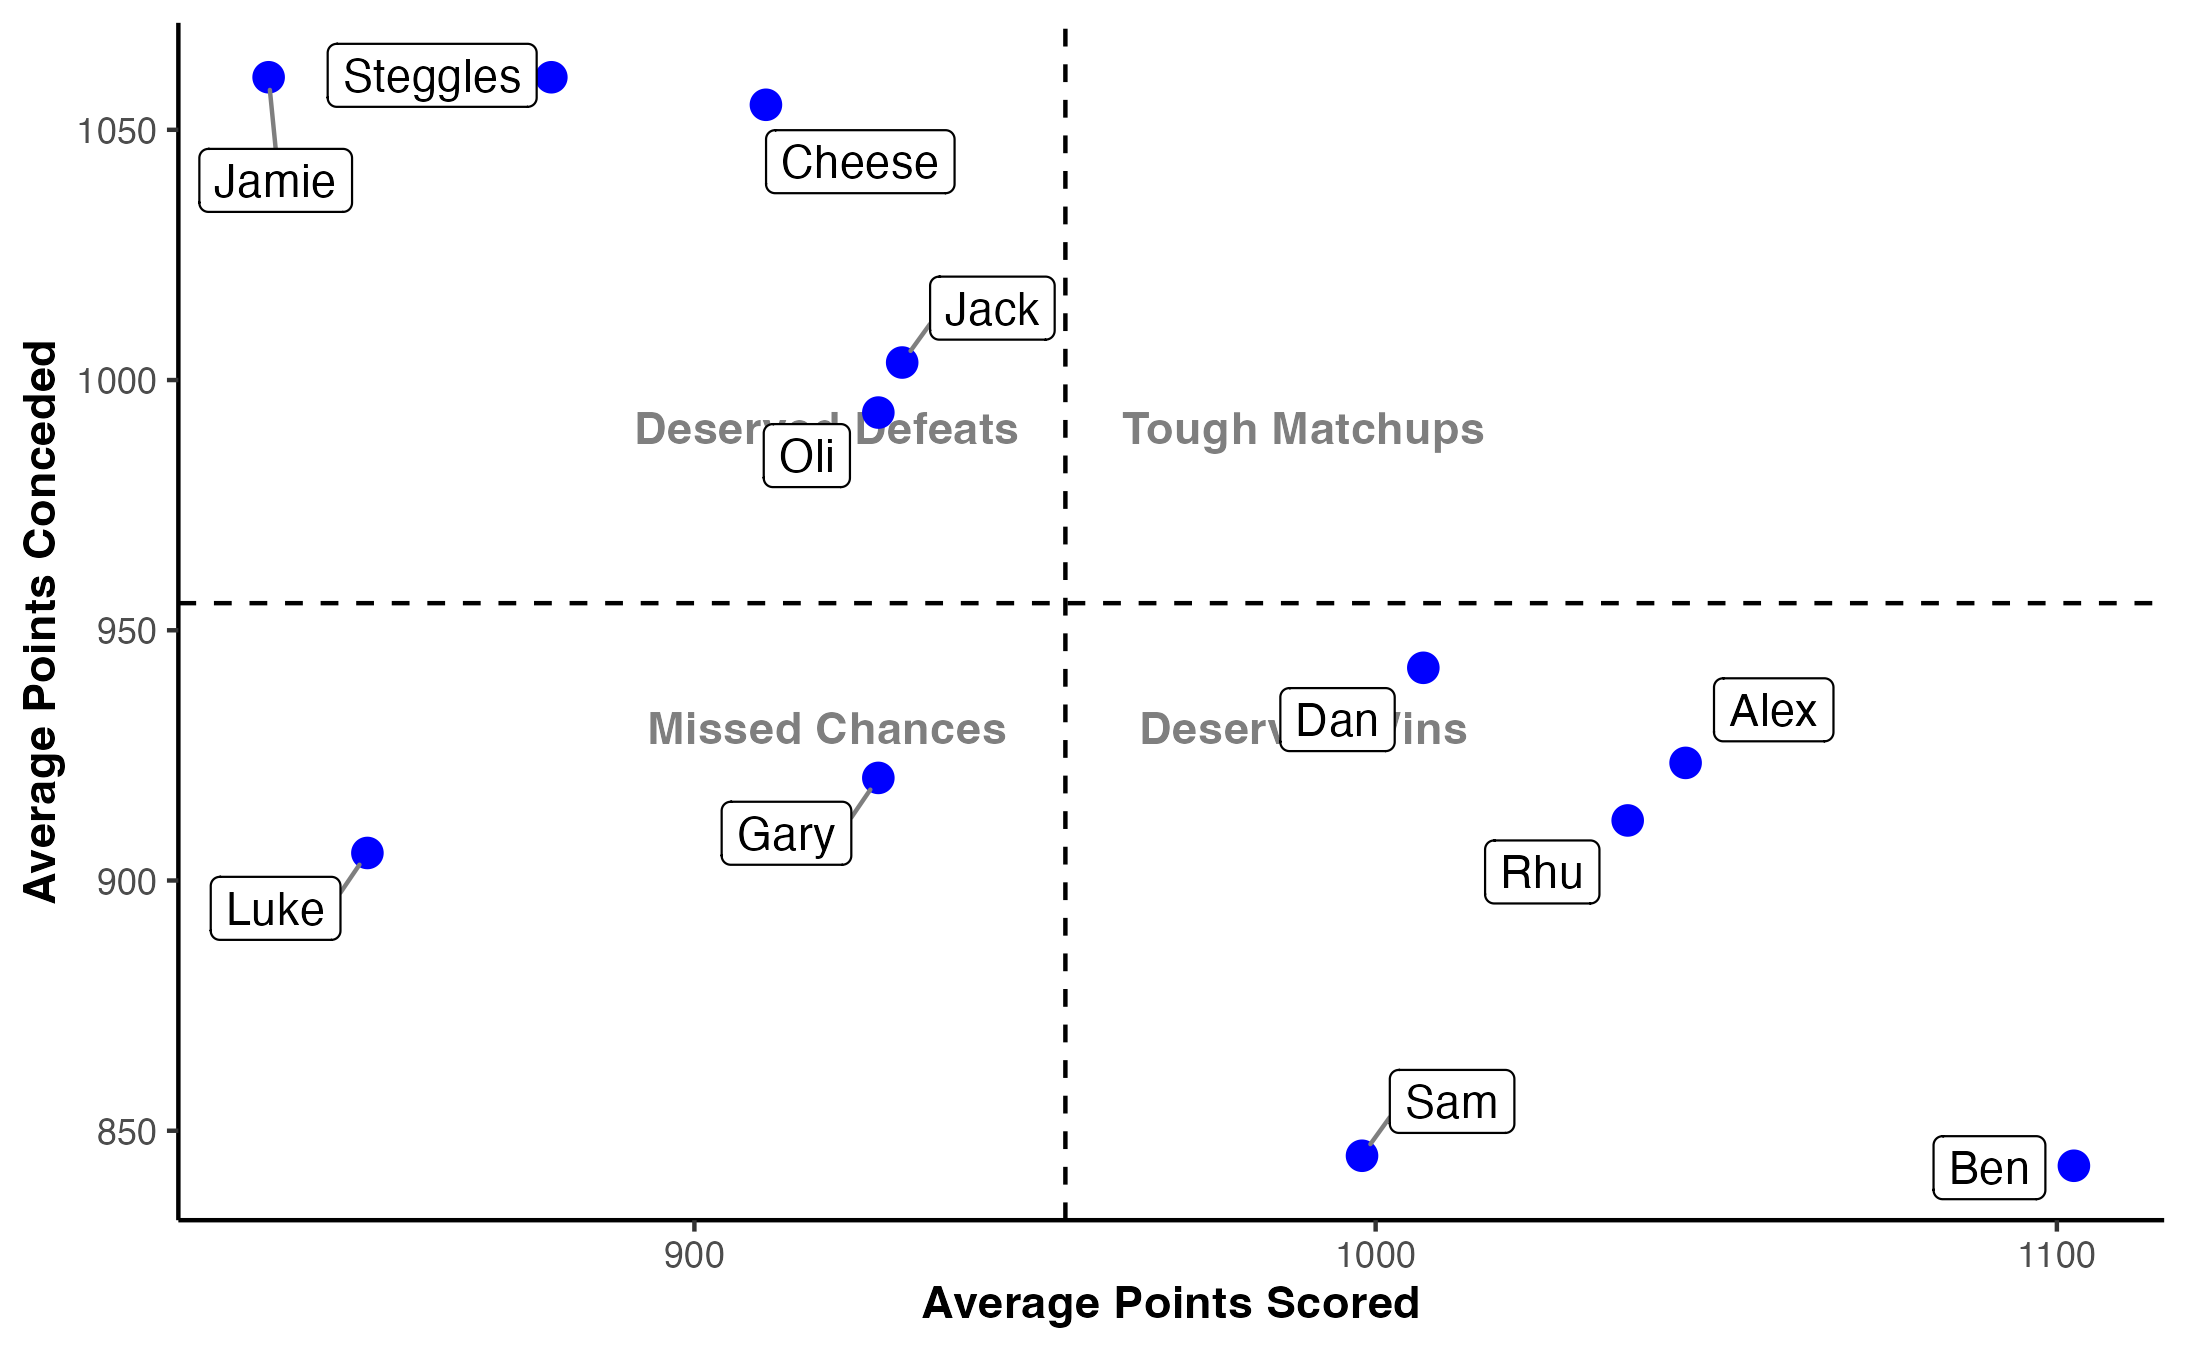 Steggles
1050
Cheese
Jamie
Jack
1000
Defeats
Tough Matchups
Oli
Average Points Conceded
950
Alex
Dan
Missed Chances
Gary
Rhu
900
Luke
Sam
850
Ben
900
1000
1100
Average Points Scored